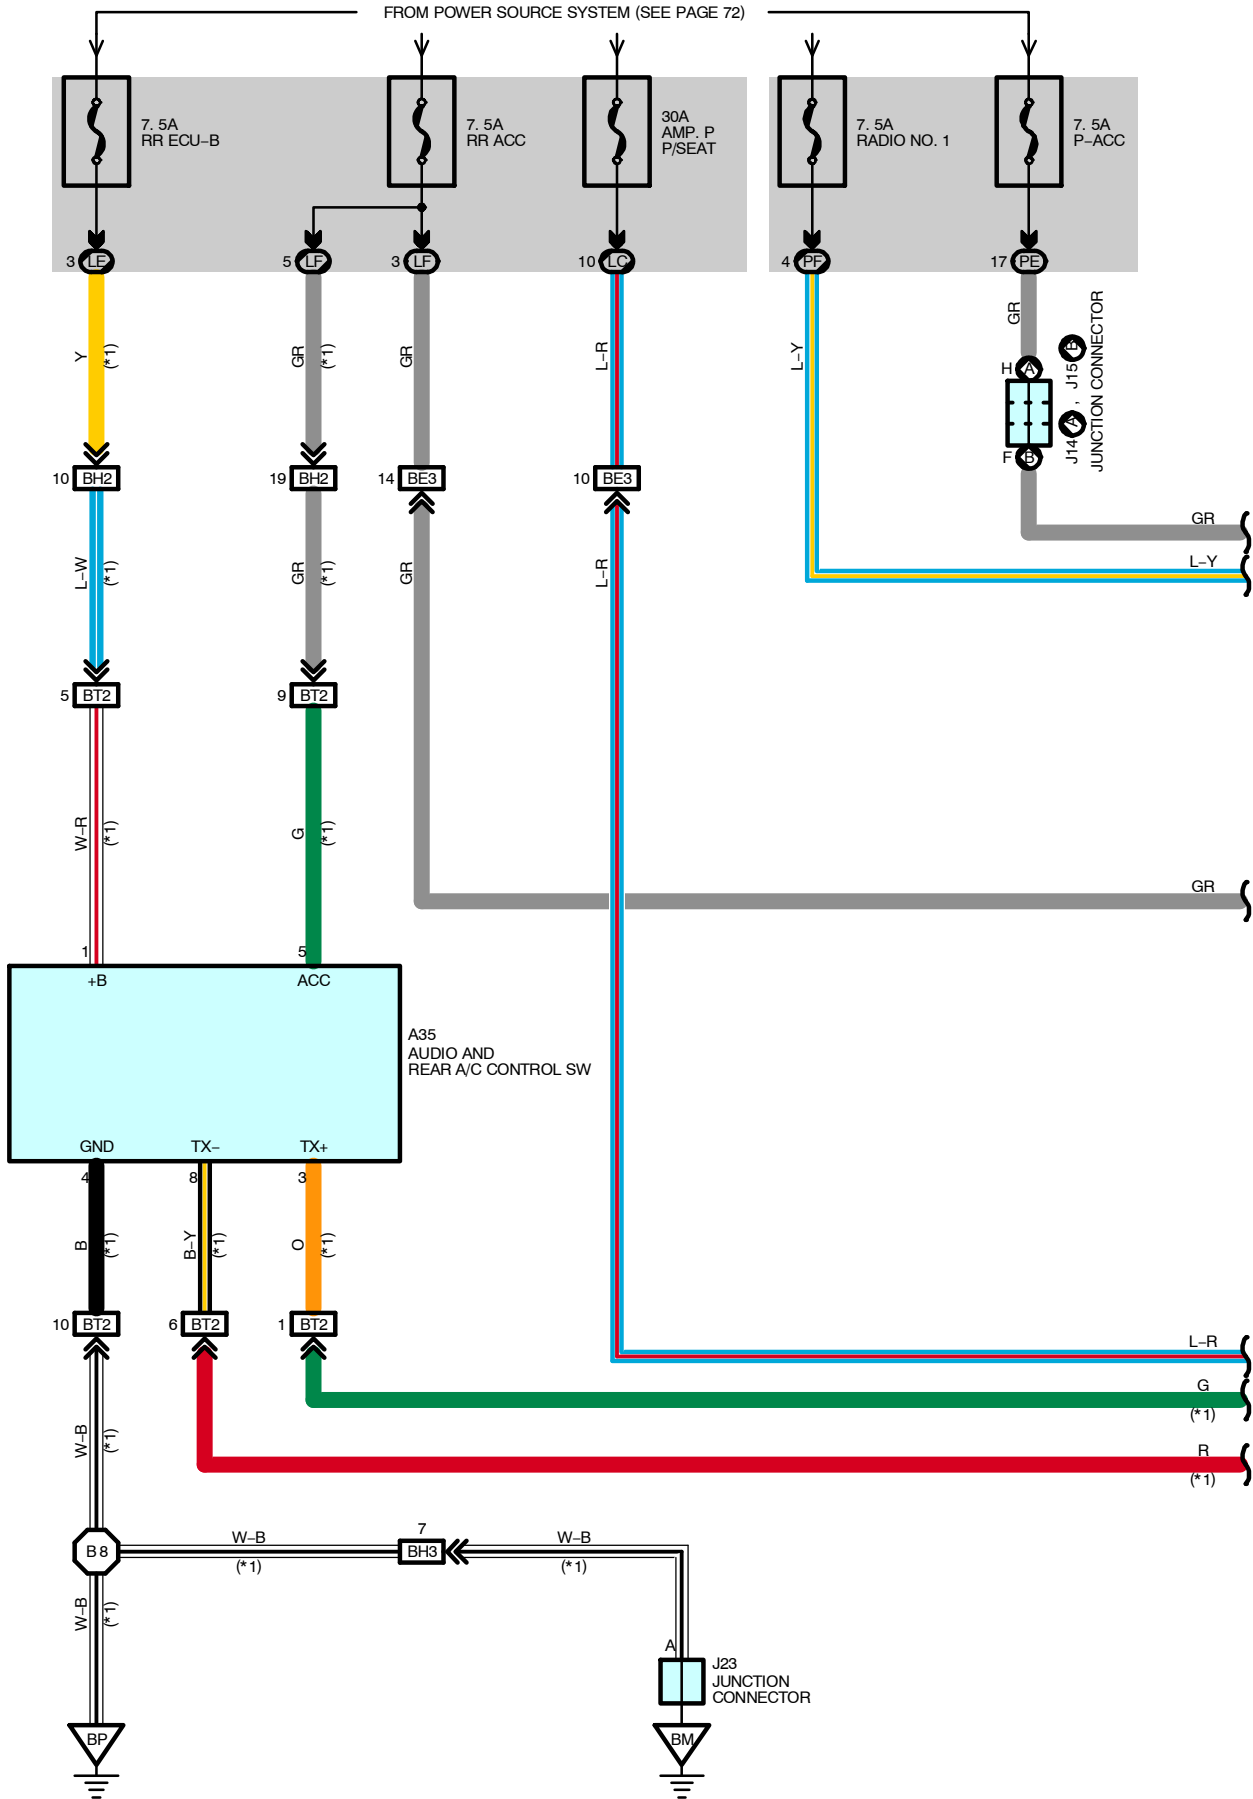 FROM POWER SOURCE SYSTEM (SEE PAGE 72)
7. 5A
RR ECU-B
7. 5A
RR ACC
30A
AMP. P
P/SEAT
7. 5A
RADIO NO. 1
7. 5A
P-ACC
3 LE
5 LF
3 LF
10 LC
4 PF
17 PE
Y
(*1)
GR
(*1)
GR
L-R
L-Y
GR
H A
F B
J14 A , J15 B
JUNCTION CONNECTOR
10 BH2
19 BH2
14 BE3
10 BE3
GR
L-Y
L-W
(*1)
GR
(*1)
GR
L-R
5 BT2
9 BT2
W-R
(*1)
G
(*1)
GR
1
5
+B
ACC
A35
AUDIO AND
REAR A/C CONTROL SW
GND
TX-
TX+
4
8
3
B
(*1)
B-Y
(*1)
O
(*1)
10 BT2
6 BT2
1 BT2
L-R
G
(*1)
R
(*1)
W-B
(*1)
B 8
W-B
(*1)
7
BH3
W-B
(*1)
W-B
(*1)
A
J23
JUNCTION
CONNECTOR
BP
BM